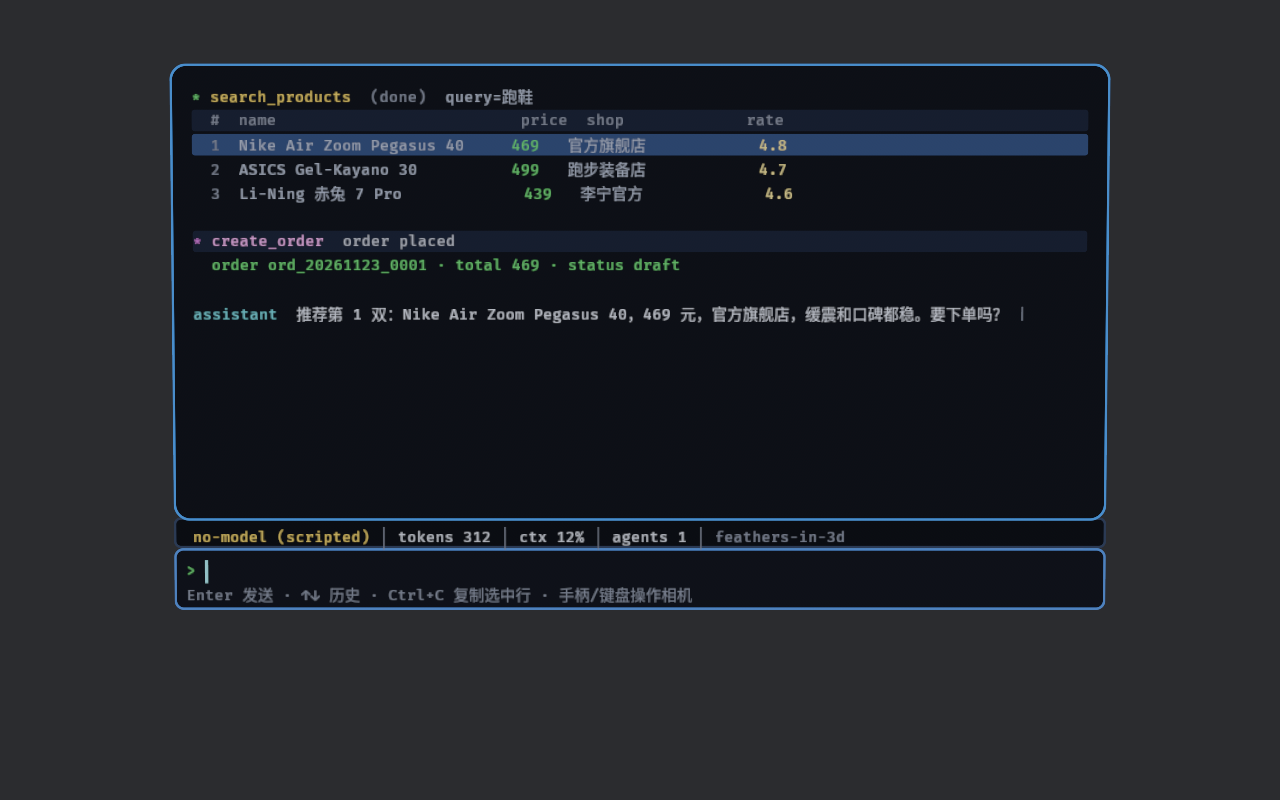 * search_products (done) query=跑鞋
# name price shop rate
1 Nike Air Zoom Pegasus 40 469 官方旗舰店 4.8
2 ASICS Gel-Kayano 30 499 跑步装备店 4.7
3 Li-Ning 赤兔 7 Pro 439 李宁官方 4.6
* create_order order placed
order ord_20261123_0001 · total 469 · status draft
assistant 推荐第 1 双：Nike Air Zoom Pegasus 40，469 元，官方旗舰店，缓震和口碑都稳。要下单吗？
no-model (scripted) │ tokens 312 │ ctx 12% │ agents 1 │ feathers-in-3d
>
Enter 发送 · ↑↓ 历史 · Ctrl+C 复制选中行 · 手柄/键盘操作相机